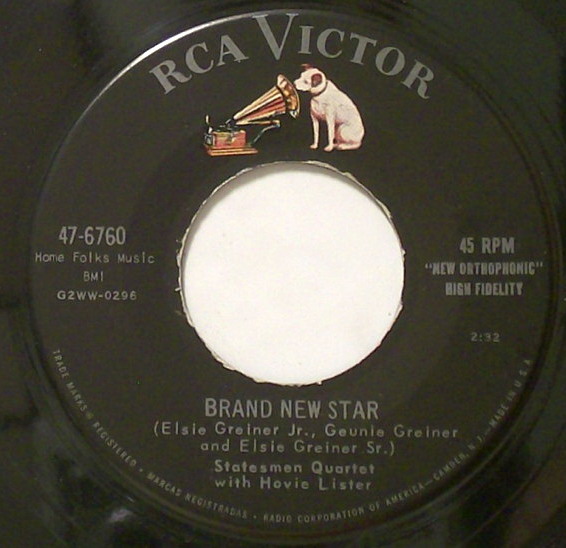 RCA VICTOR
47-6760
Home Folks Music
BMI
G2WW-0296
45 RPM
"NEW ORTHOPHONIC"
HIGH FIDELITY
2:32
BRAND NEW STAR
(Elsie Greiner Jr., Geunie Greiner
and Elsie Greiner Sr.)
Statesmen Quartet
with Hovie Lister
TRADE MARKS ® REGISTERED • MARCAS REGISTRADAS • RADIO CORPORATION OF AMERICA—CAMDEN, N.J.—MADE IN U.S.A.